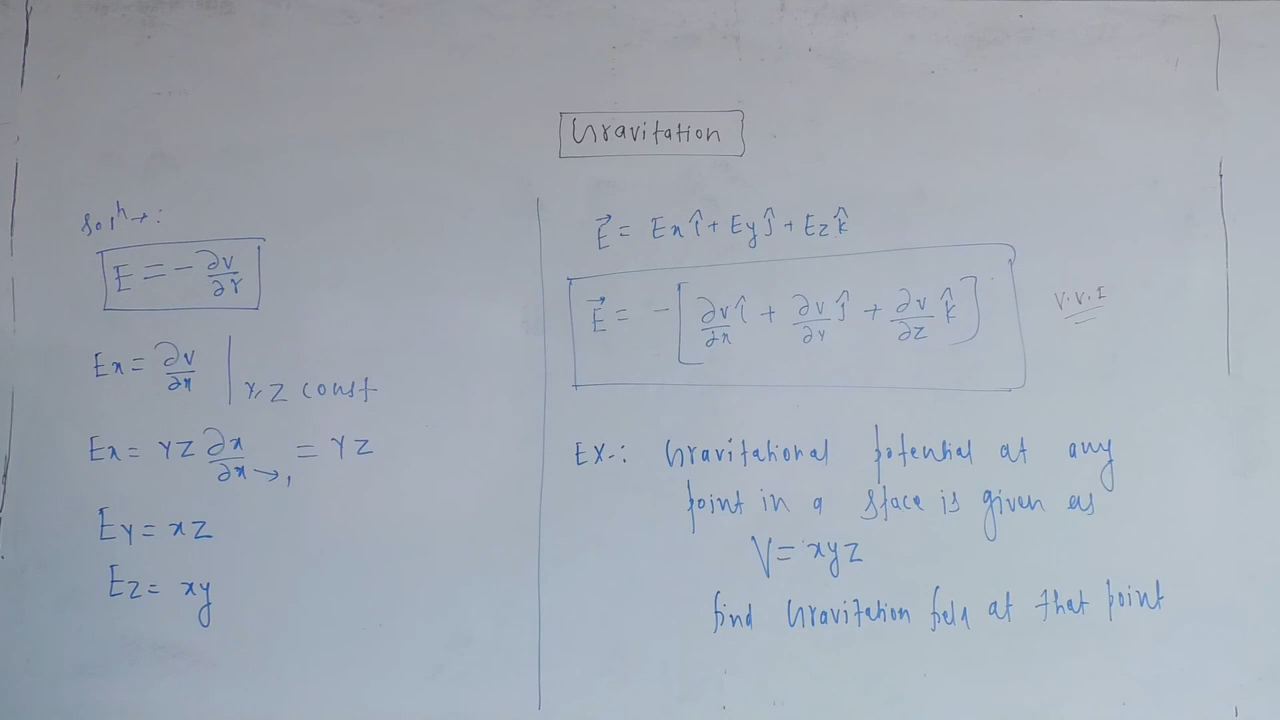 Gravitation
Solⁿ→:
E = -∂v/∂r
Ex = ∂v/∂x | y,z const
Ex = yz ∂x/∂x→1 = yz
Ey = xz
Ez = xy
E⃗ = Ex î + Ey ĵ + Ez k̂
E⃗ = -[∂v/∂x î + ∂v/∂y ĵ + ∂v/∂z k̂]
V.V.I
EX-: Gravitational potential at any
point in a space is given as
V = xyz
find Gravitation field at that point